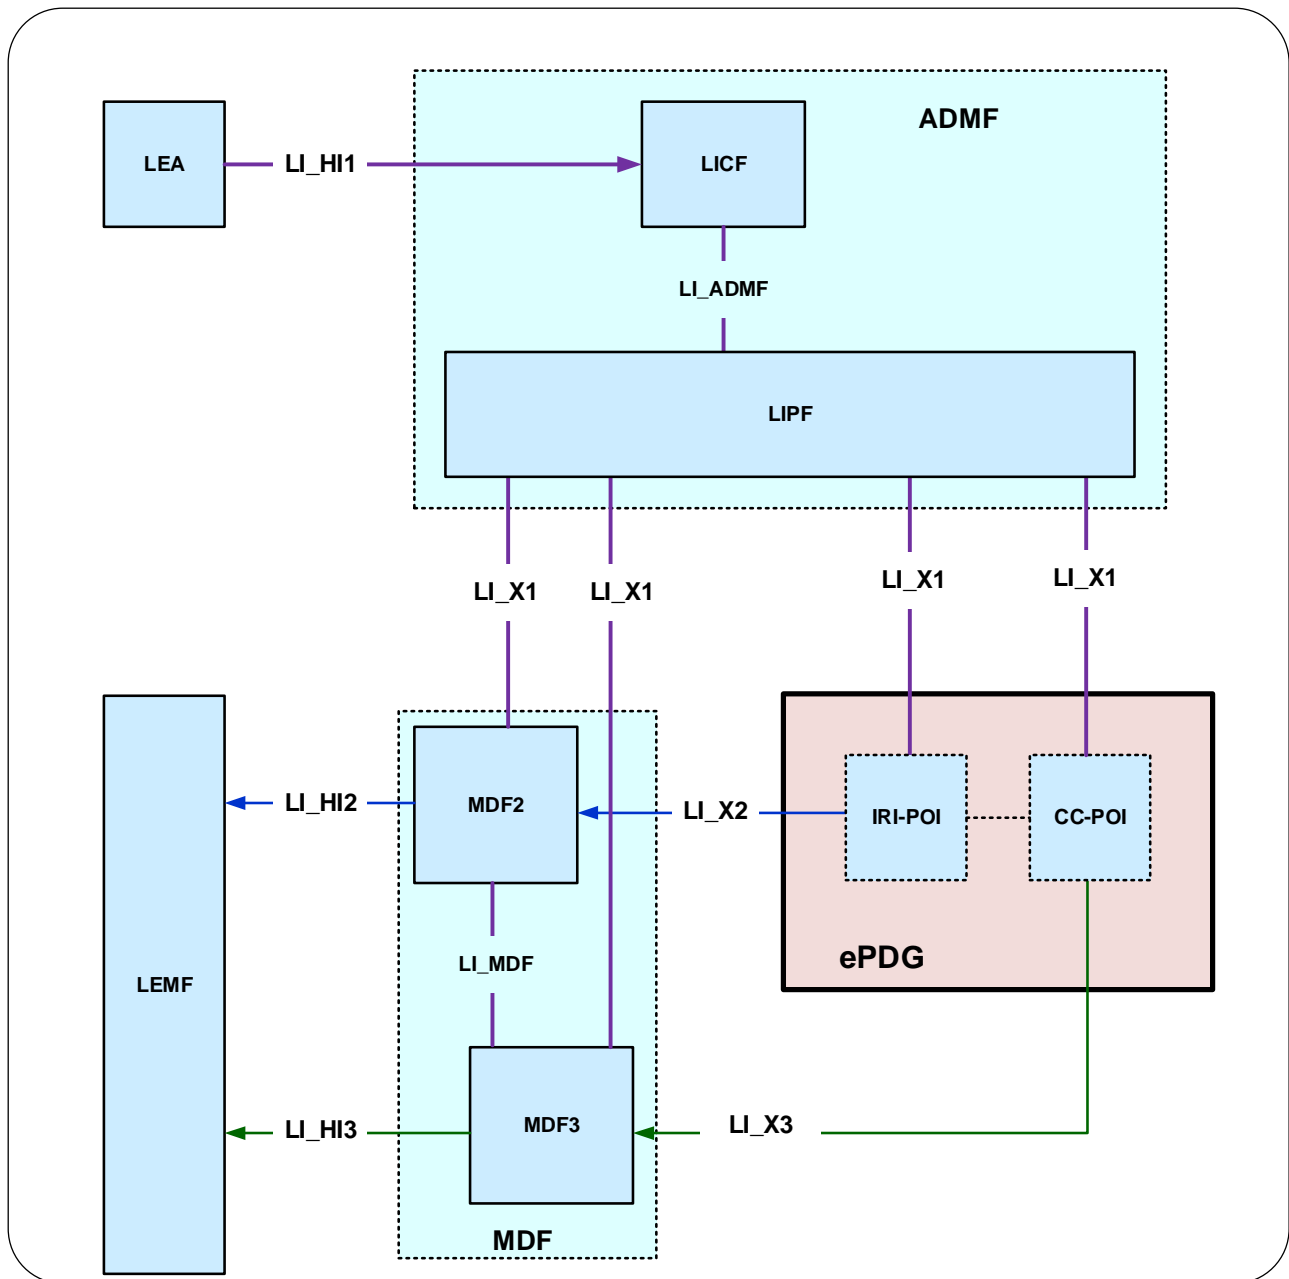 ADMF
LEA
LI_HI1
LICF
LI_ADMF
LIPF
LI_X1
LI_X1
LI_X1
LI_X1
LI_HI2
MDF2
LI_X2
IRI-POI
CC-POI
ePDG
LI_MDF
LEMF
LI_HI3
MDF3
LI_X3
MDF